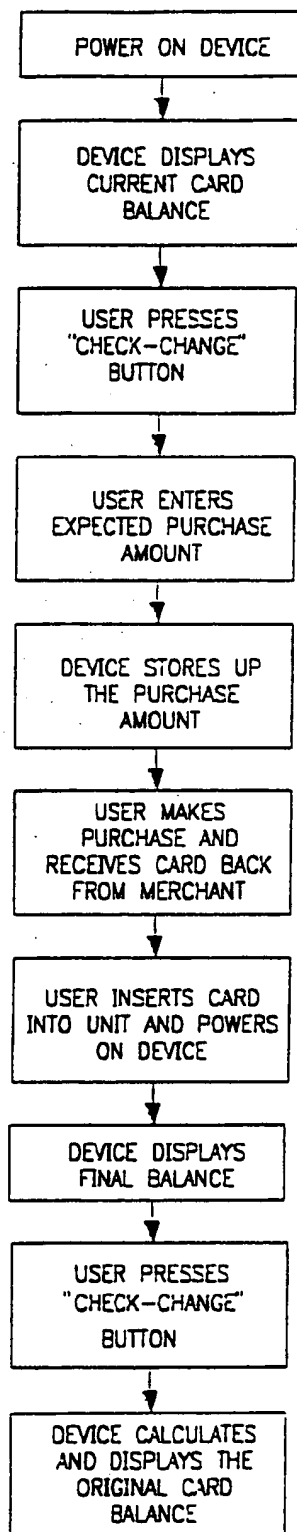 POWER ON DEVICE
DEVICE DISPLAYS
CURRENT CARD
BALANCE
USER PRESSES
"CHECK-CHANGE"
BUTTON
USER ENTERS
EXPECTED PURCHASE
AMOUNT
DEVICE STORES UP
THE PURCHASE
AMOUNT
USER MAKES
PURCHASE AND
RECEIVES CARD BACK
FROM MERCHANT
USER INSERTS CARD
INTO UNIT AND POWERS
ON DEVICE
DEVICE DISPLAYS
FINAL BALANCE
USER PRESSES
"CHECK-CHANGE"
BUTTON
DEVICE CALCULATES
AND DISPLAYS THE
ORIGINAL CARD
BALANCE